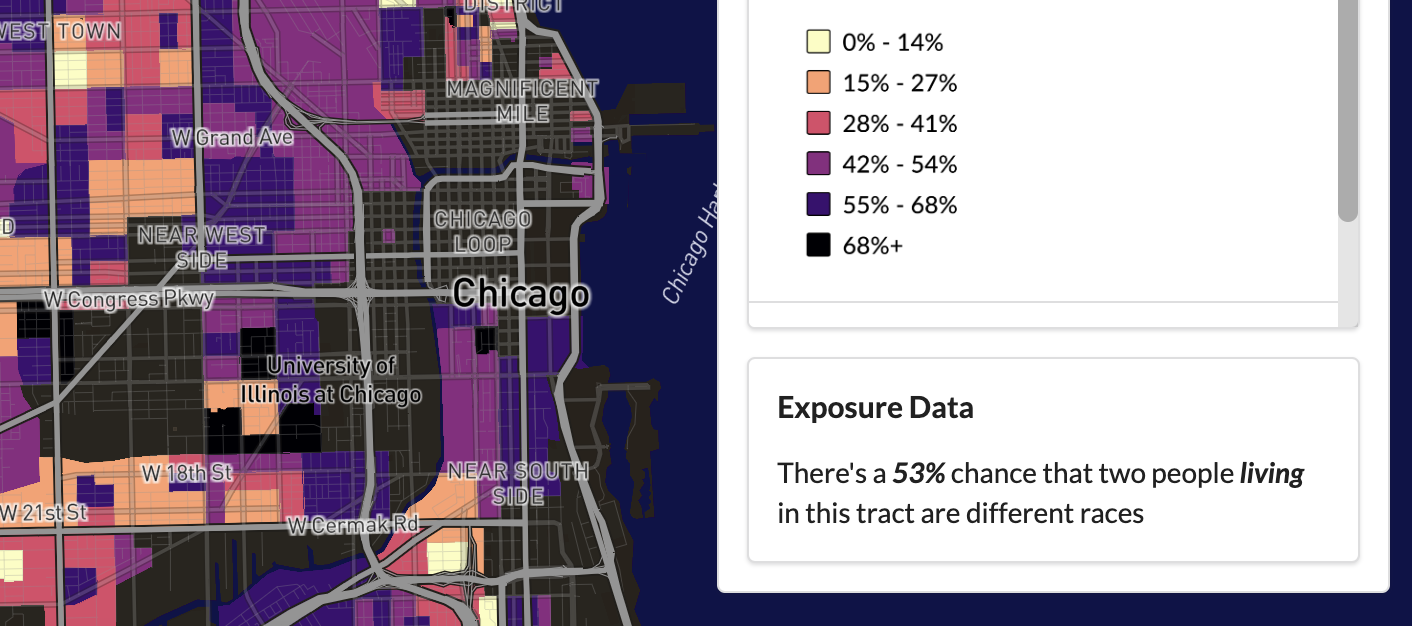 DISTRICT
WEST TOWN
MAGNIFICENT
MILE
W Grand Ave
D
NEAR WEST
SIDE
CHICAGO
LOOP
Chicago Har
W Congress Pkwy
Chicago
University of
Illinois at Chicago
W 18th St
NEAR SOUTH
SIDE
W 21st St
W Cermak Rd
0% - 14%
15% - 27%
28% - 41%
42% - 54%
55% - 68%
68%+
Exposure Data
There's a 53% chance that two people living
in this tract are different races